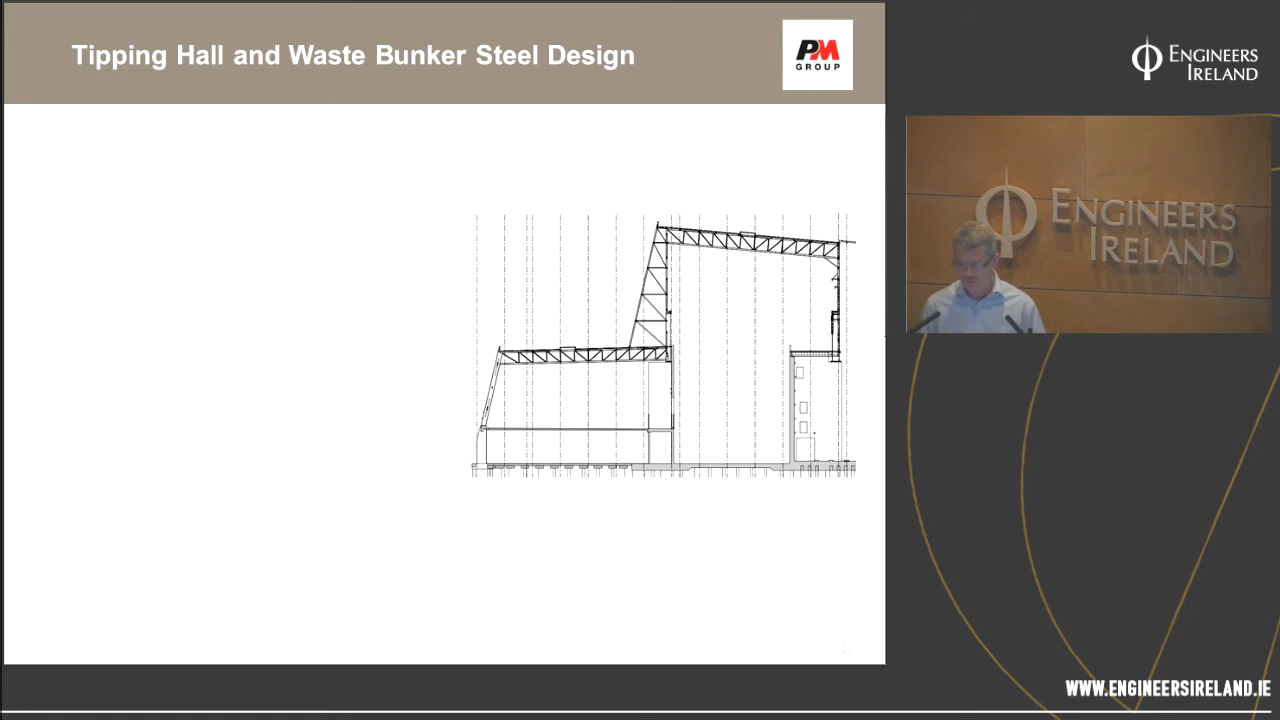 Tipping Hall and Waste Bunker Steel Design
PM
GROUP
ENGINEERS
IRELAND
ENGINEERS
IRELAND
WWW.ENGINEERSIRELAND.IE